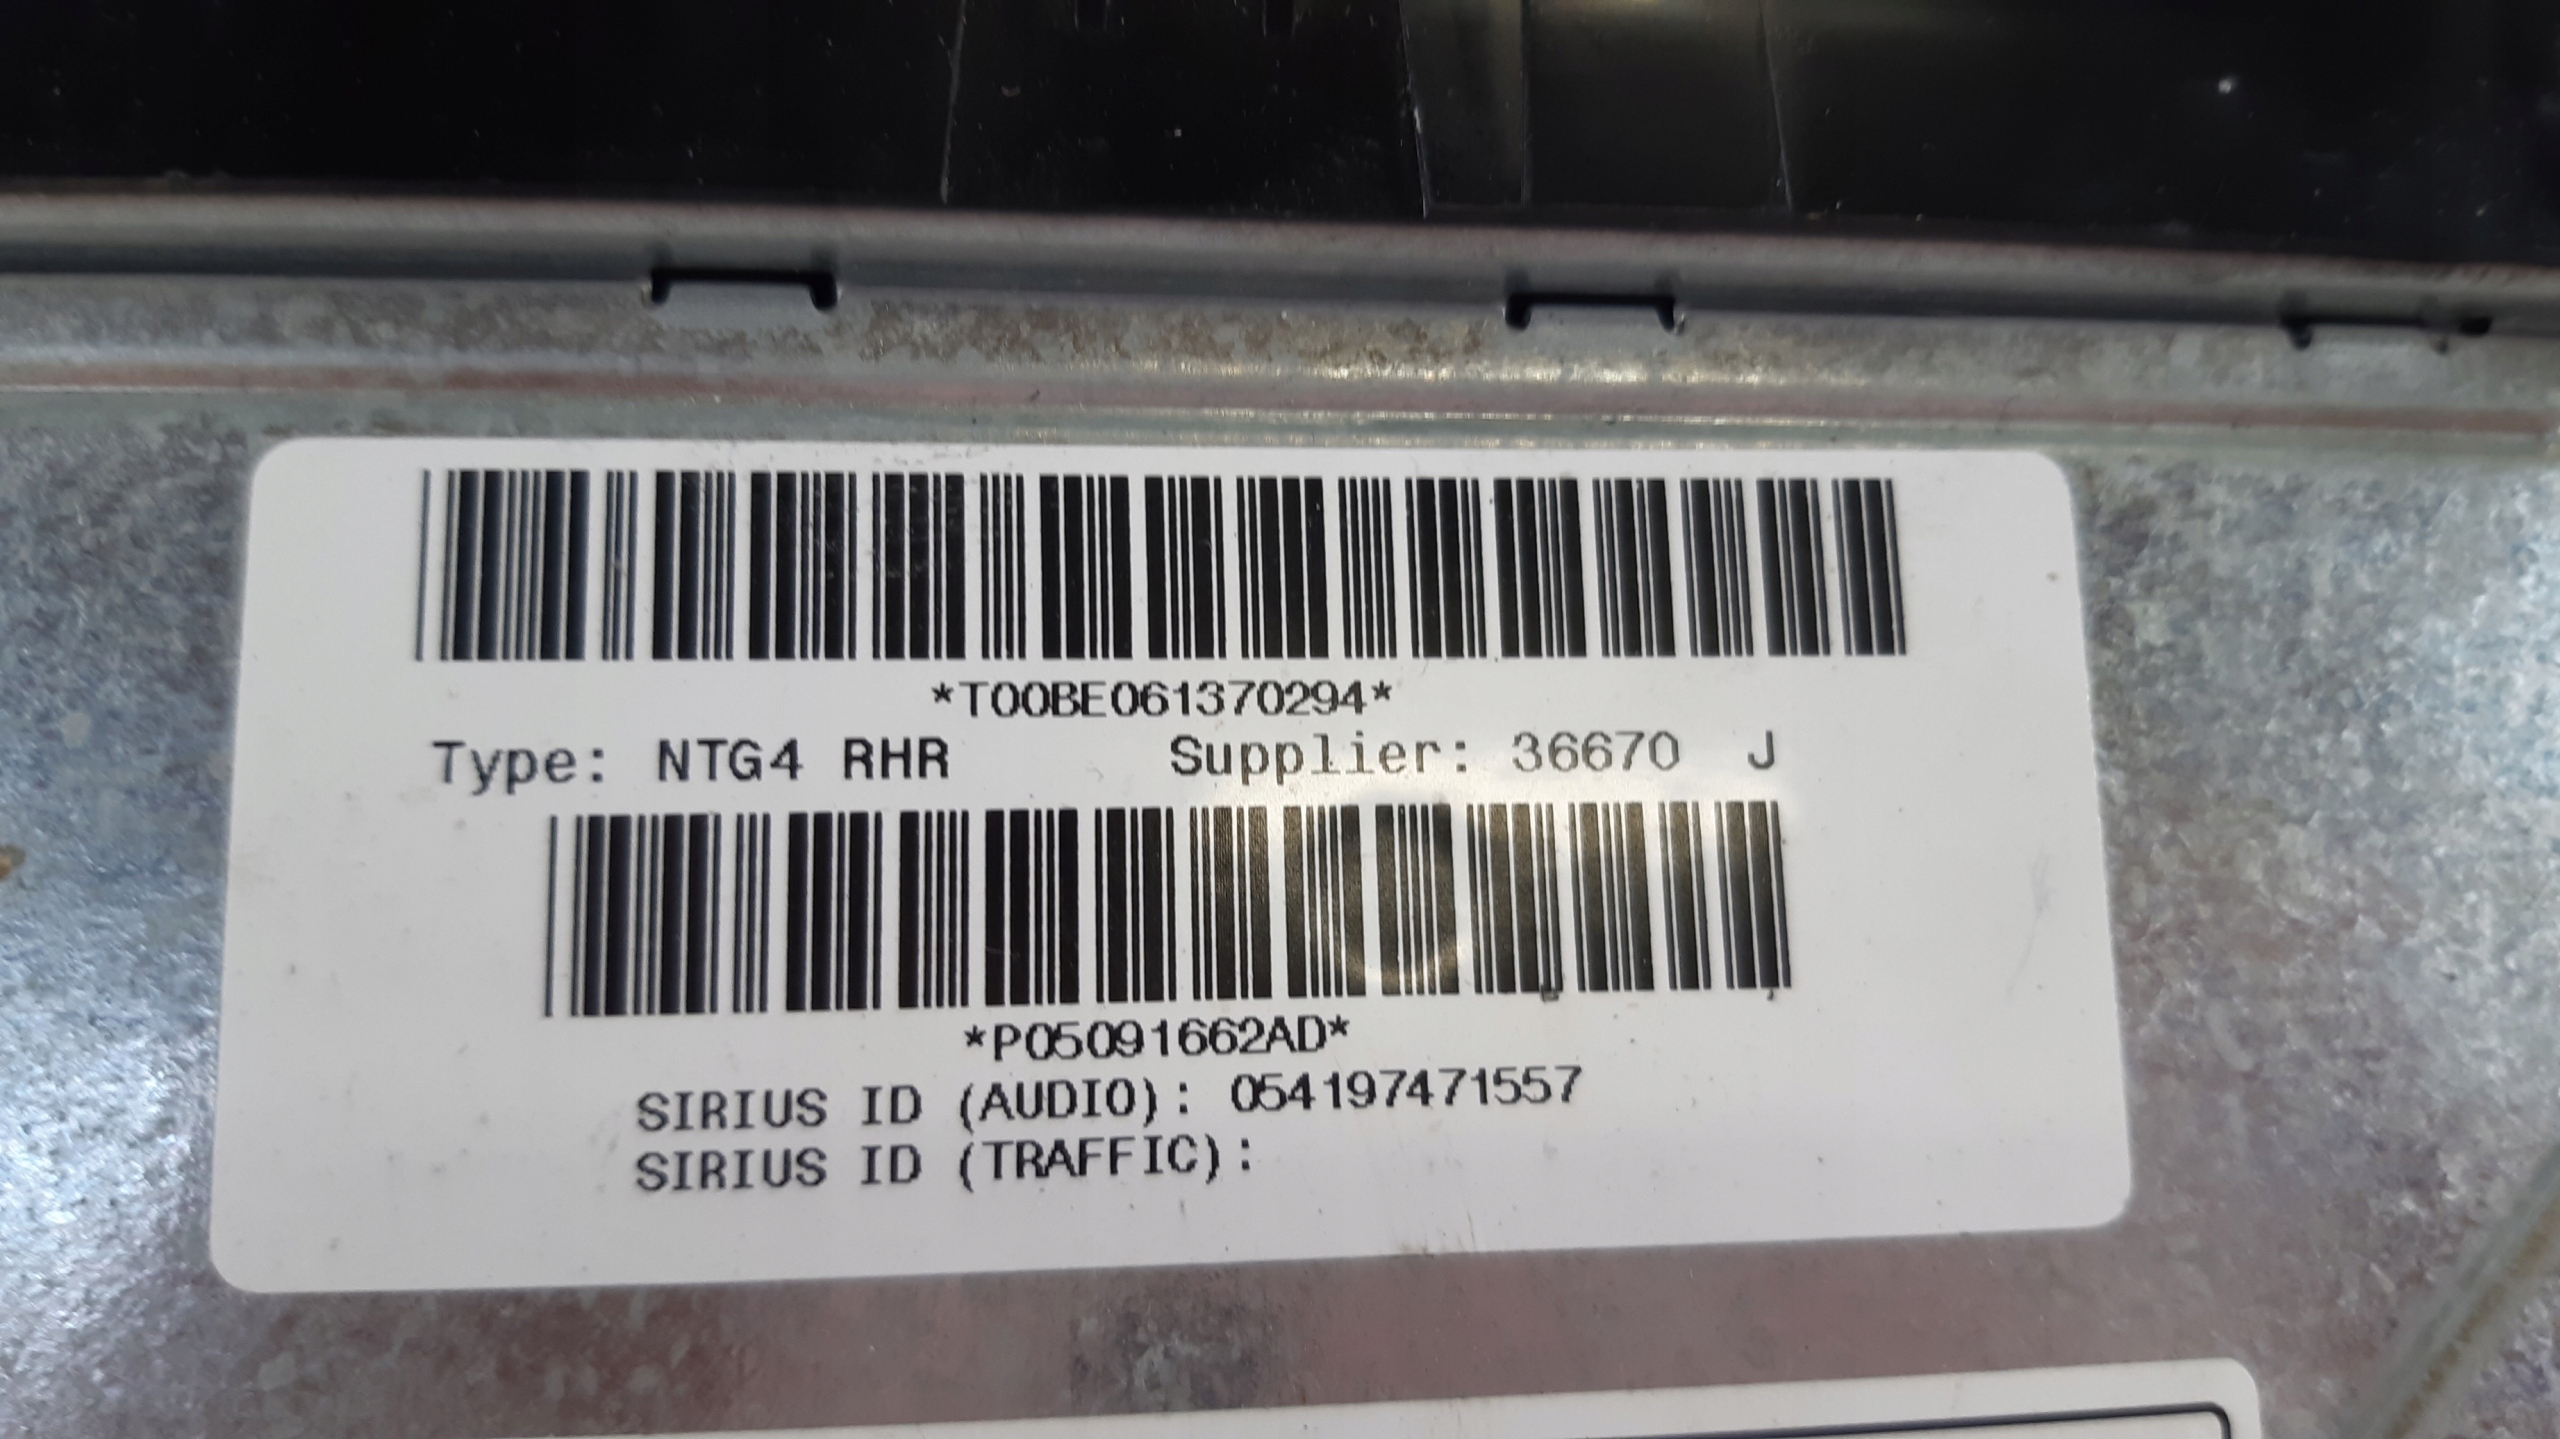 *T00BE061370294*
Type: NTG4 RHR Supplier: 36670 J
*P05091662AD*
SIRIUS ID (AUDIO): 054197471557
SIRIUS ID (TRAFFIC):